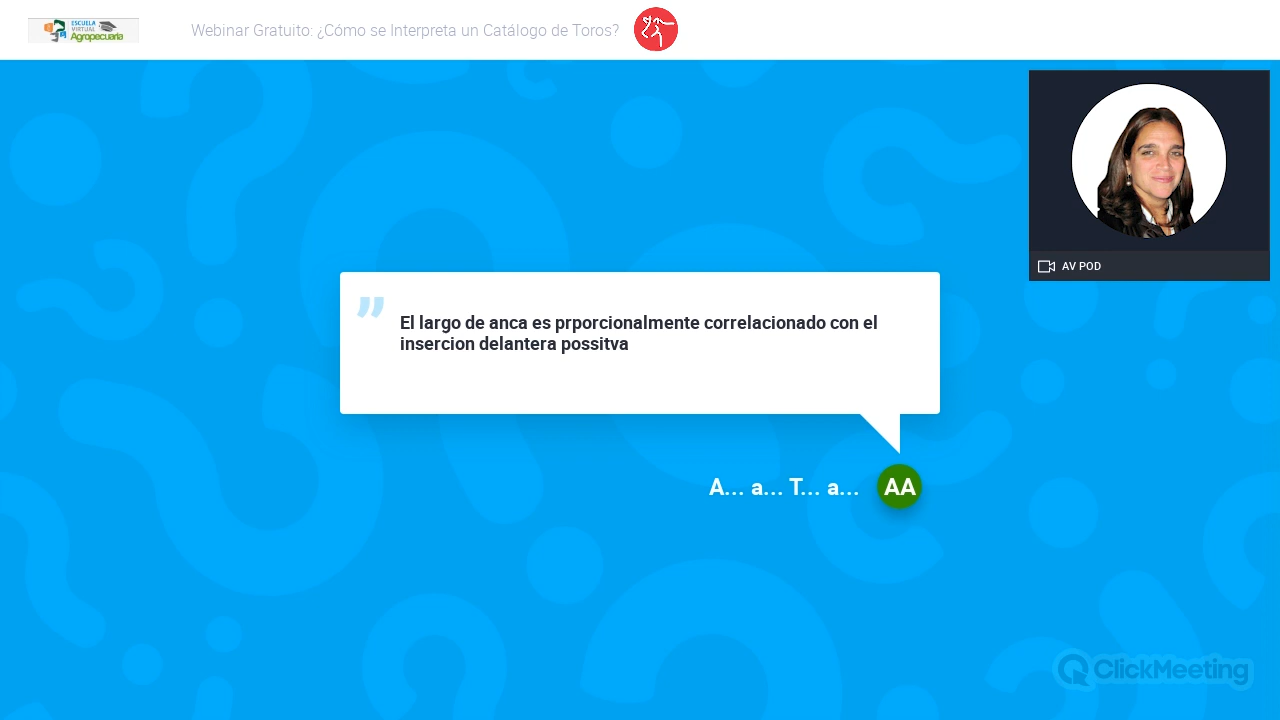 ESCUELA
VIRTUAL
Agropecuaria
Webinar Gratuito: ¿Cómo se Interpreta un Catálogo de Toros?
AV POD
” El largo de anca es prporcionalmente correlacionado con el
insercion delantera possitva
A... a... T... a... AA
ClickMeeting